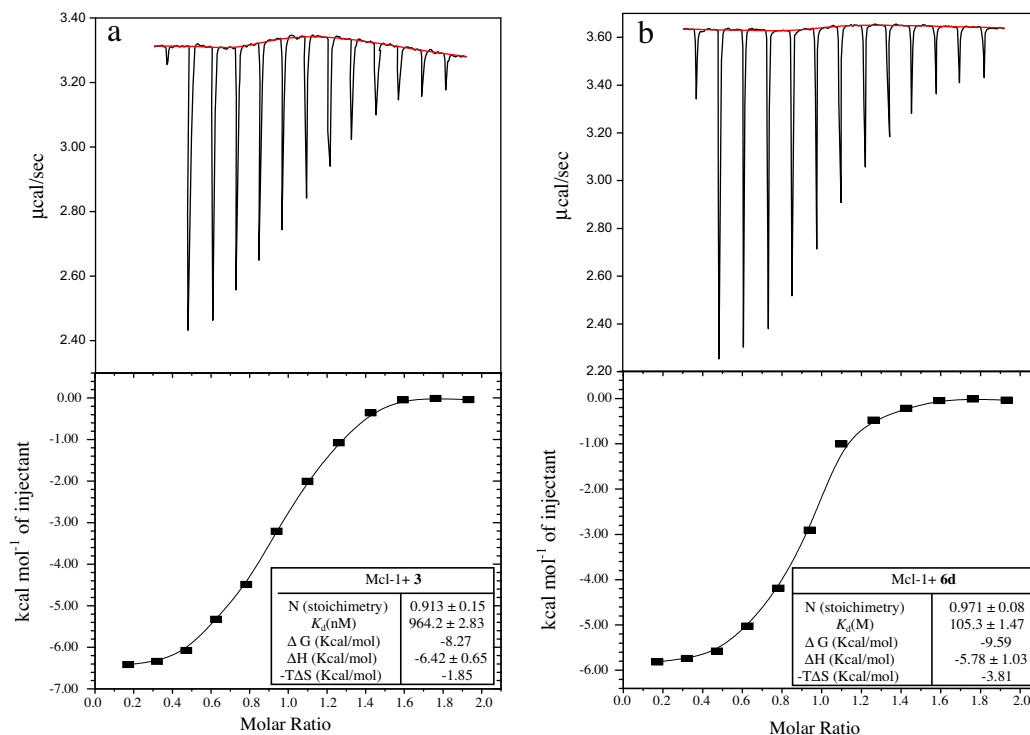 a
3.40
3.20
3.00
2.80
2.60
2.40
μcal/sec
0.00
-1.00
-2.00
-3.00
-4.00
-5.00
-6.00
-7.00
kcal mol⁻¹ of injectant
0.0 0.2 0.4 0.6 0.8 1.0 1.2 1.4 1.6 1.8 2.0
Molar Ratio
Mcl-1+ 3
N (stoichimetry) 0.913 ± 0.15
Kd(nM) 964.2 ± 2.83
Δ G (Kcal/mol) -8.27
ΔH (Kcal/mol) -6.42 ± 0.65
-TΔS (Kcal/mol) -1.85
b
3.60
3.40
3.20
3.00
2.80
2.60
2.40
2.20
μcal/sec
0.00
-1.00
-2.00
-3.00
-4.00
-5.00
-6.00
kcal mol⁻¹ of injectant
0.0 0.2 0.4 0.6 0.8 1.0 1.2 1.4 1.6 1.8 2.0
Molar Ratio
Mcl-1+ 6d
N (stoichimetry) 0.971 ± 0.08
Kd(M) 105.3 ± 1.47
Δ G (Kcal/mol) -9.59
ΔH (Kcal/mol) -5.78 ± 1.03
-TΔS (Kcal/mol) -3.81